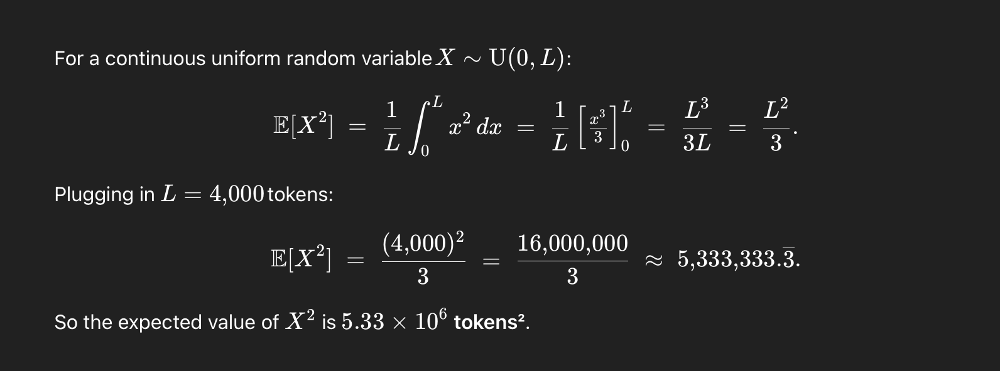 For a continuous uniform random variable $X \sim \mathrm{U}(0, L)$:
$$\mathbb{E}[X^2] = \frac{1}{L} \int_0^L x^2 \, dx = \frac{1}{L} \left[ \frac{x^3}{3} \right]_0^L = \frac{L^3}{3L} = \frac{L^2}{3}.$$
Plugging in $L = 4{,}000$ tokens:
$$\mathbb{E}[X^2] = \frac{(4{,}000)^2}{3} = \frac{16{,}000{,}000}{3} \approx 5{,}333{,}333.\overline{3}.$$
So the expected value of $X^2$ is $5.33 \times 10^6$ tokens².